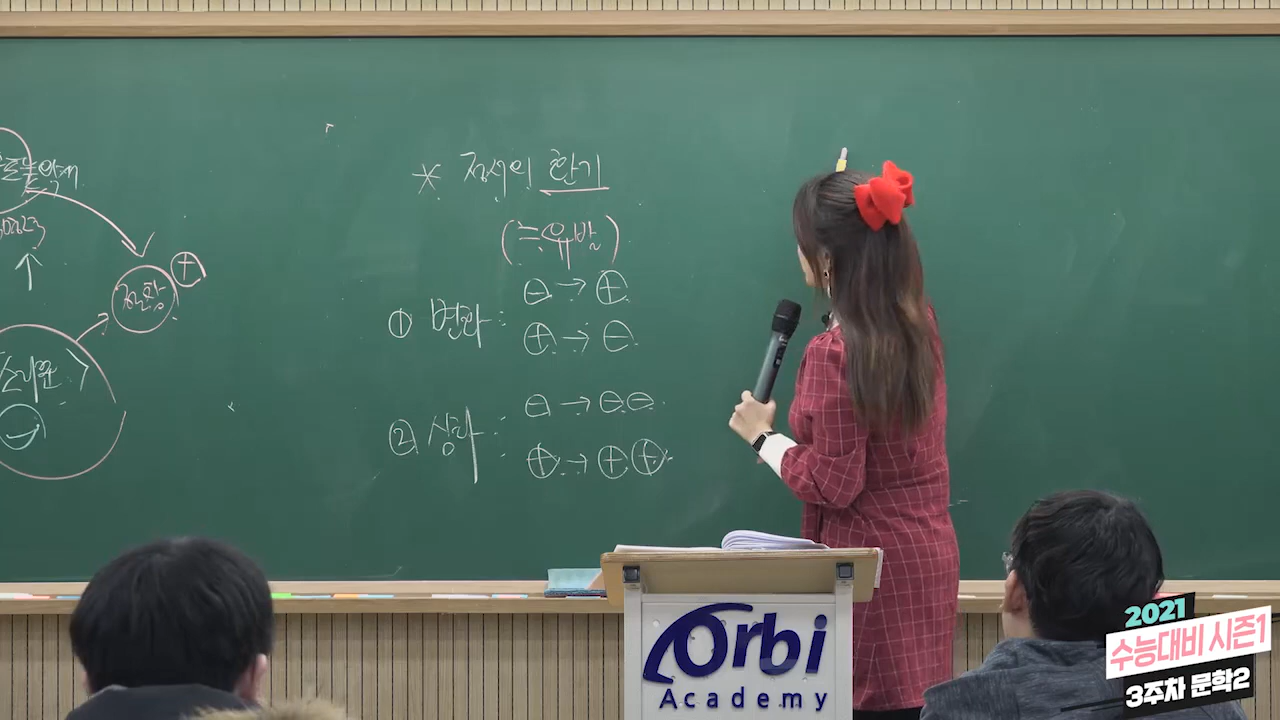 * 정서의 환기
(≒유발)
① 변화 : ⊖ → ⊕
⊕ → ⊖
② 심화 : ⊖ → ⊖⊖
⊕ → ⊕⊕
전환
⊕
Orbi
Academy
2021
수능대비 시즌1
3주차 문학2